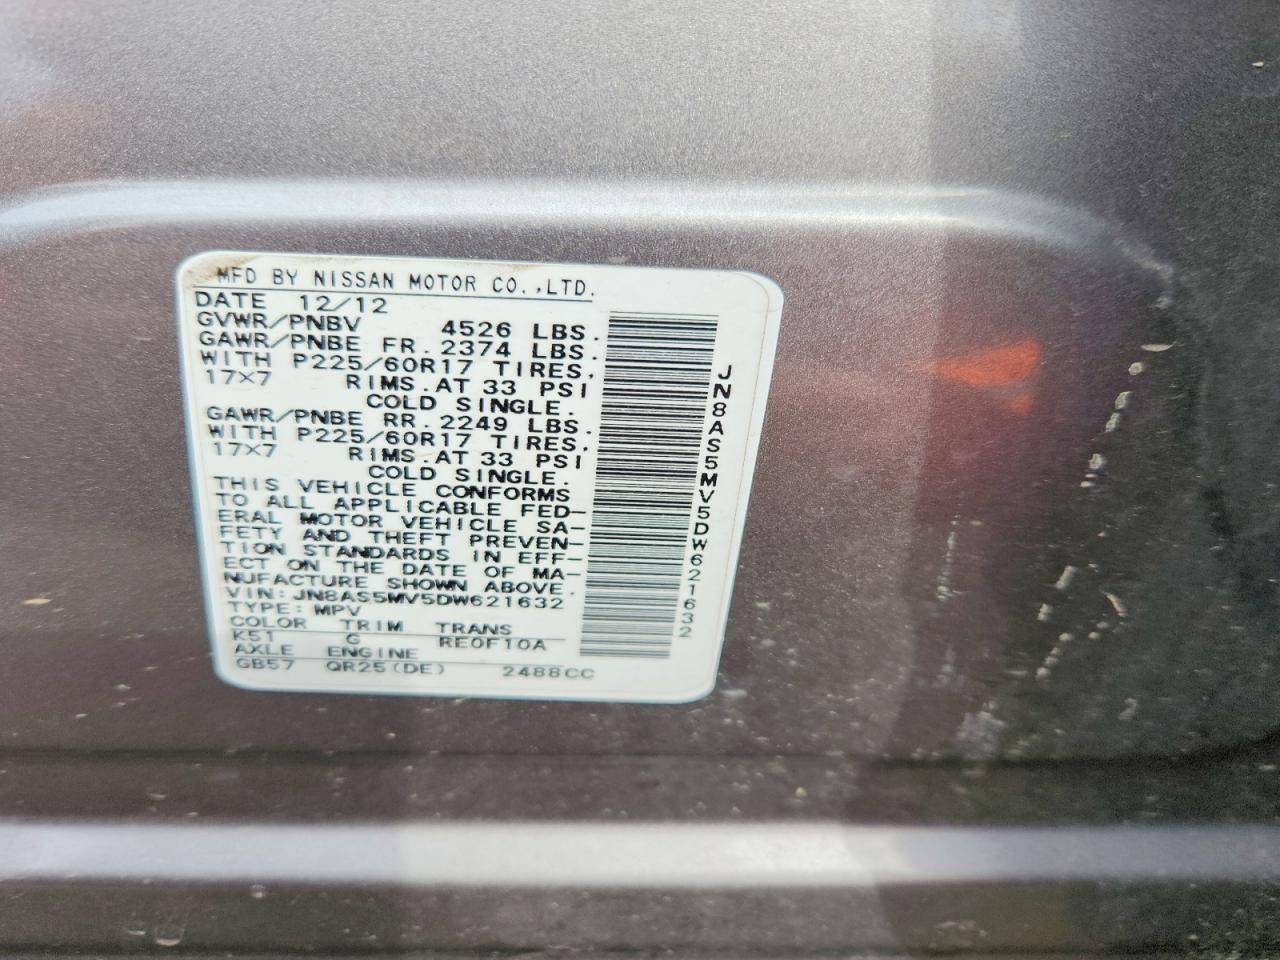 MFD BY NISSAN MOTOR CO.,LTD.
DATE 12/12
GVWR/PNBV 4526 LBS.
GAWR/PNBE FR. 2374 LBS.
WITH P225/60R17 TIRES,
17×7 RIMS.AT 33 PSI
COLD SINGLE.
GAWR/PNBE RR. 2249 LBS.
WITH P225/60R17 TIRES,
17×7 RIMS.AT 33 PSI
COLD SINGLE.
THIS VEHICLE CONFORMS
TO ALL APPLICABLE FED-
ERAL MOTOR VEHICLE SA-
FETY AND THEFT PREVEN-
TION STANDARDS IN EFF-
ECT ON THE DATE OF MA-
NUFACTURE SHOWN ABOVE.
VIN: JN8AS5MV5DW621632
TYPE: MPV
COLOR TRIM TRANS
K51 G RE0F10A
AXLE ENGINE
GB57 QR25(DE) 2488CC
JN8AS5MV5DW621632